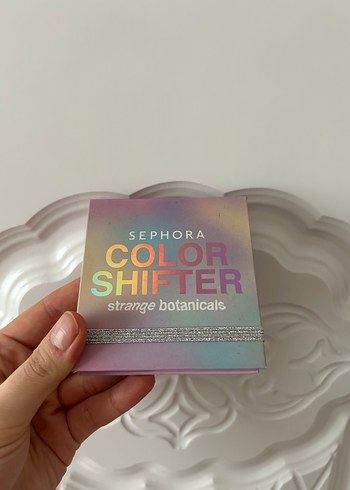 SEPHORA
COLOR
SHIFTER
strange botanicals